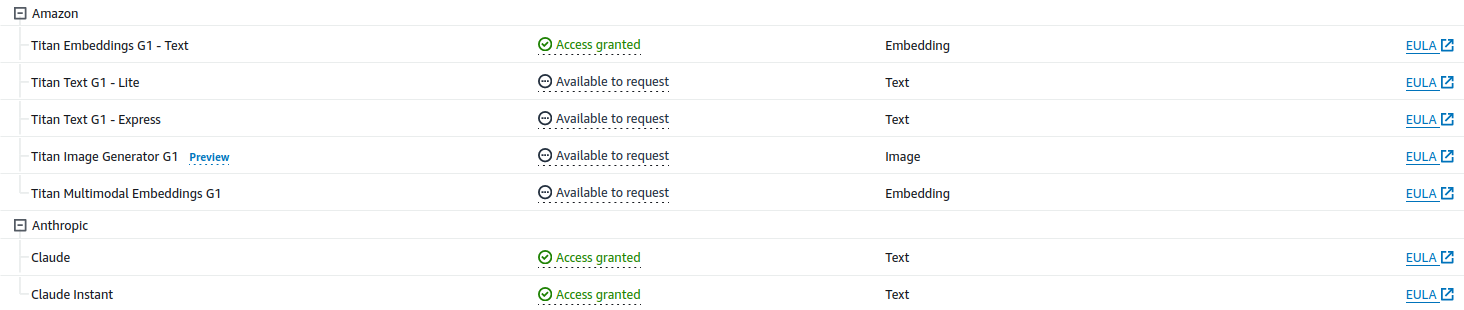 Amazon
Titan Embeddings G1 - Text Access granted Embedding EULA
Titan Text G1 - Lite Available to request Text EULA
Titan Text G1 - Express Available to request Text EULA
Titan Image Generator G1 Preview Available to request Image EULA
Titan Multimodal Embeddings G1 Available to request Embedding EULA
Anthropic
Claude Access granted Text EULA
Claude Instant Access granted Text EULA